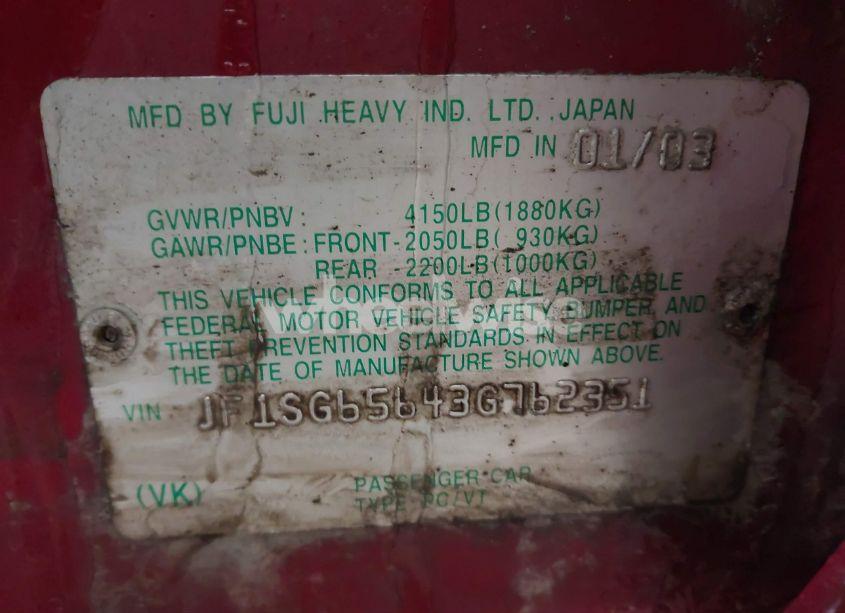 MFD BY FUJI HEAVY IND. LTD. JAPAN
MFD IN 01/03
GVWR/PNBV: 4150LB(1880KG)
GAWR/PNBE: FRONT-2050LB( 930KG)
REAR -2200LB(1000KG)
THIS VEHICLE CONFORMS TO ALL APPLICABLE
FEDERAL MOTOR VEHICLE SAFETY BUMPER AND
THEFT PREVENTION STANDARDS IN EFFECT ON
THE DATE OF MANUFACTURE SHOWN ABOVE.
VIN JF1SG65643G762351
(VK) PASSENGER CAR
TYPE PC/VT